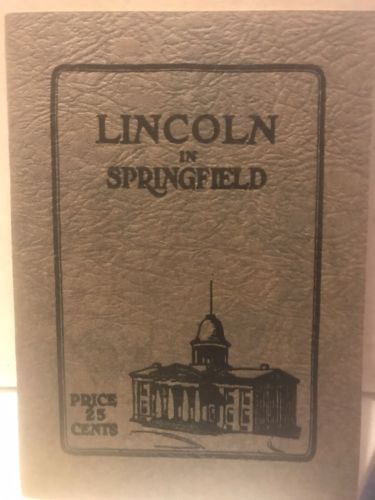 LINCOLN
IN
SPRINGFIELD
PRICE
25
CENTS